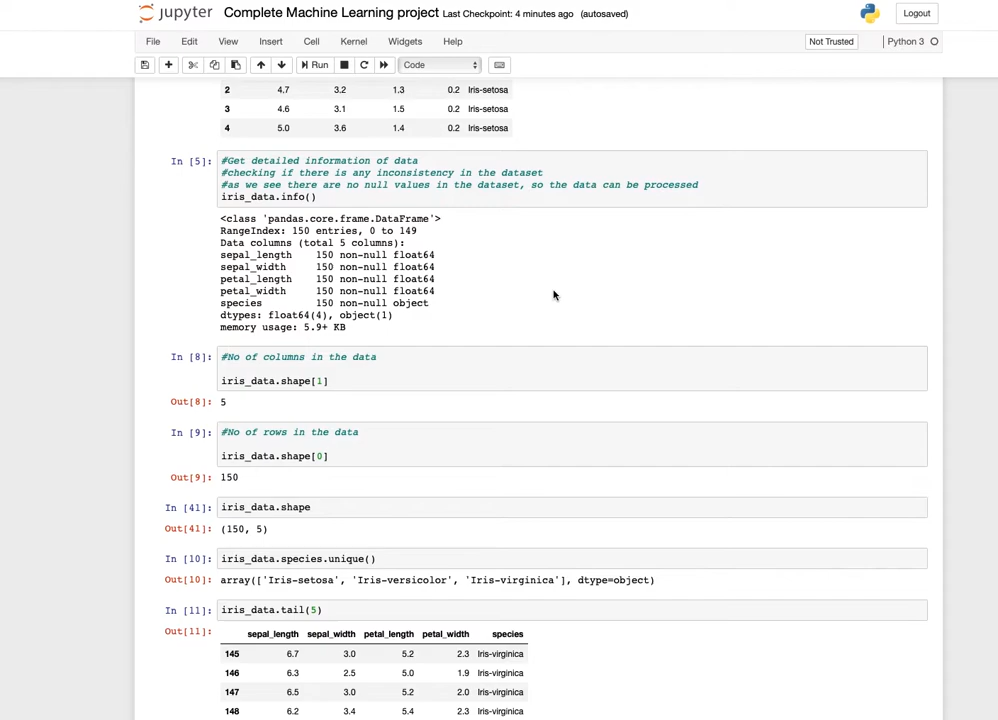 jupyter Complete Machine Learning project Last Checkpoint: 4 minutes ago (autosaved) Logout
File Edit View Insert Cell Kernel Widgets Help Not Trusted Python 3
Run Code
2 4.7 3.2 1.3 0.2 Iris-setosa
3 4.6 3.1 1.5 0.2 Iris-setosa
4 5.0 3.6 1.4 0.2 Iris-setosa
In [5]: #Get detailed information of data
#checking if there is any inconsistency in the dataset
#as we see there are no null values in the dataset, so the data can be processed
iris_data.info()
<class 'pandas.core.frame.DataFrame'>
RangeIndex: 150 entries, 0 to 149
Data columns (total 5 columns):
sepal_length 150 non-null float64
sepal_width 150 non-null float64
petal_length 150 non-null float64
petal_width 150 non-null float64
species 150 non-null object
dtypes: float64(4), object(1)
memory usage: 5.9+ KB
In [8]: #No of columns in the data
iris_data.shape[1]
Out[8]: 5
In [9]: #No of rows in the data
iris_data.shape[0]
Out[9]: 150
In [41]: iris_data.shape
Out[41]: (150, 5)
In [10]: iris_data.species.unique()
Out[10]: array(['Iris-setosa', 'Iris-versicolor', 'Iris-virginica'], dtype=object)
In [11]: iris_data.tail(5)
Out[11]: sepal_length sepal_width petal_length petal_width species
145 6.7 3.0 5.2 2.3 Iris-virginica
146 6.3 2.5 5.0 1.9 Iris-virginica
147 6.5 3.0 5.2 2.0 Iris-virginica
148 6.2 3.4 5.4 2.3 Iris-virginica